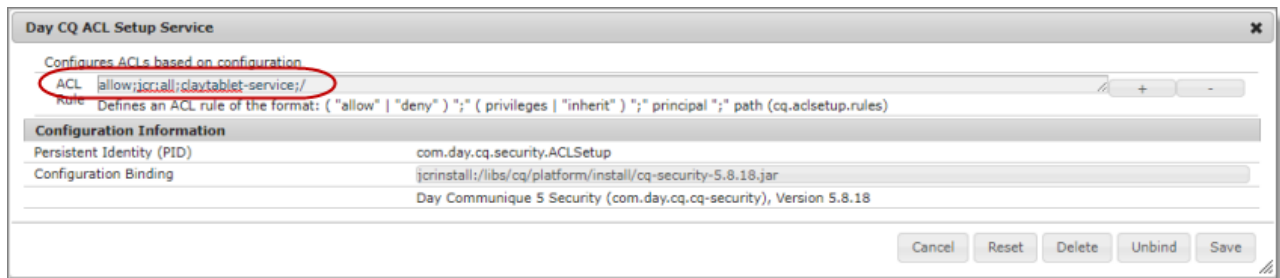 Day CQ ACL Setup Service ✖
Configures ACLs based on configuration
ACL Rule allow;jcr:all;claytablet-service;/ + -
Defines an ACL rule of the format: ( "allow" | "deny" ) ";" ( privileges | "inherit" ) ";" principal ";" path (cq.aclsetup.rules)
Configuration Information
Persistent Identity (PID) com.day.cq.security.ACLSetup
Configuration Binding jcrinstall:/libs/cq/platform/install/cq-security-5.8.18.jar
Day Communique 5 Security (com.day.cq.cq-security), Version 5.8.18
Cancel Reset Delete Unbind Save